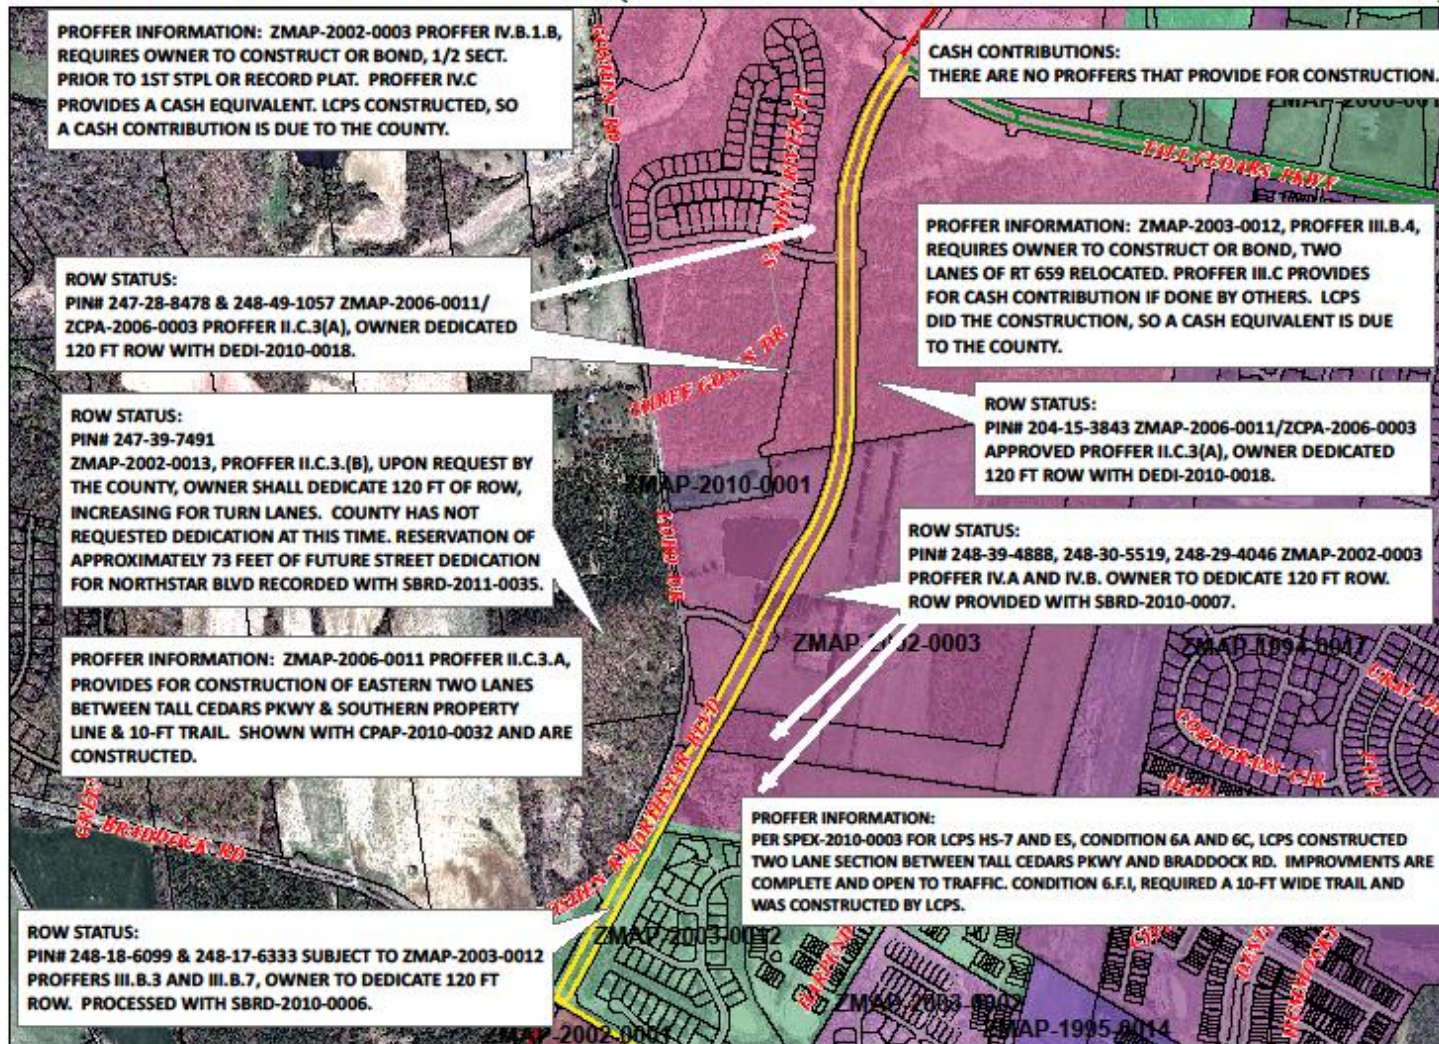 PROFFER INFORMATION: ZMAP-2002-0003 PROFFER IV.B.1.B,
REQUIRES OWNER TO CONSTRUCT OR BOND, 1/2 SECT.
PRIOR TO 1ST STPL OR RECORD PLAT. PROFFER IV.C
PROVIDES A CASH EQUIVALENT. LCPS CONSTRUCTED, SO
A CASH CONTRIBUTION IS DUE TO THE COUNTY.
CASH CONTRIBUTIONS:
THERE ARE NO PROFFERS THAT PROVIDE FOR CONSTRUCTION.
TALL CEDARS PKWY
PROFFER INFORMATION: ZMAP-2003-0012, PROFFER III.B.4,
REQUIRES OWNER TO CONSTRUCT OR BOND, TWO
LANES OF RT 659 RELOCATED. PROFFER III.C PROVIDES
FOR CASH CONTRIBUTION IF DONE BY OTHERS. LCPS
DID THE CONSTRUCTION, SO A CASH EQUIVALENT IS DUE
TO THE COUNTY.
ROW STATUS:
PIN# 247-28-8478 & 248-49-1057 ZMAP-2006-0011/
ZCPA-2006-0003 PROFFER II.C.3(A), OWNER DEDICATED
120 FT ROW WITH DEDI-2010-0018.
ROW STATUS:
PIN# 204-15-3843 ZMAP-2006-0011/ZCPA-2006-0003
APPROVED PROFFER II.C.3(A), OWNER DEDICATED
120 FT ROW WITH DEDI-2010-0018.
ROW STATUS:
PIN# 247-39-7491
ZMAP-2002-0013, PROFFER II.C.3.(B), UPON REQUEST BY
THE COUNTY, OWNER SHALL DEDICATE 120 FT OF ROW,
INCREASING FOR TURN LANES. COUNTY HAS NOT
REQUESTED DEDICATION AT THIS TIME. RESERVATION OF
APPROXIMATELY 73 FEET OF FUTURE STREET DEDICATION
FOR NORTHSTAR BLVD RECORDED WITH SBRD-2011-0035.
ZMAP-2010-0001
ROW STATUS:
PIN# 248-39-4888, 248-30-5519, 248-29-4046 ZMAP-2002-0003
PROFFER IV.A AND IV.B. OWNER TO DEDICATE 120 FT ROW.
ROW PROVIDED WITH SBRD-2010-0007.
ZMAP-2002-0003
ZMAP-1994-0017
PROFFER INFORMATION: ZMAP-2006-0011 PROFFER II.C.3.A,
PROVIDES FOR CONSTRUCTION OF EASTERN TWO LANES
BETWEEN TALL CEDARS PKWY & SOUTHERN PROPERTY
LINE & 10-FT TRAIL. SHOWN WITH CPAP-2010-0032 AND ARE
CONSTRUCTED.
NORTHSTAR BLVD
BRADDOCK RD
PROFFER INFORMATION:
PER SPEX-2010-0003 FOR LCPS HS-7 AND ES, CONDITION 6A AND 6C, LCPS CONSTRUCTED
TWO LANE SECTION BETWEEN TALL CEDARS PKWY AND BRADDOCK RD. IMPROVMENTS ARE
COMPLETE AND OPEN TO TRAFFIC. CONDITION 6.F.I, REQUIRED A 10-FT WIDE TRAIL AND
WAS CONSTRUCTED BY LCPS.
ROW STATUS:
PIN# 248-18-6099 & 248-17-6333 SUBJECT TO ZMAP-2003-0012
PROFFERS III.B.3 AND III.B.7, OWNER TO DEDICATE 120 FT
ROW. PROCESSED WITH SBRD-2010-0006.
ZMAP-2003-0012
ZMAP-2003-0002
ZMAP-1995-0014